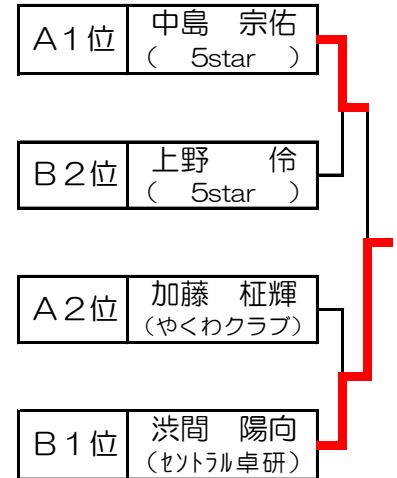 A1位 中島 宗佑
( 5star )
B2位 上野 伶
( 5star )
A2位 加藤 柾輝
(やくわクラブ)
B1位 渋間 陽向
(ｾﾝﾄﾗﾙ卓研)